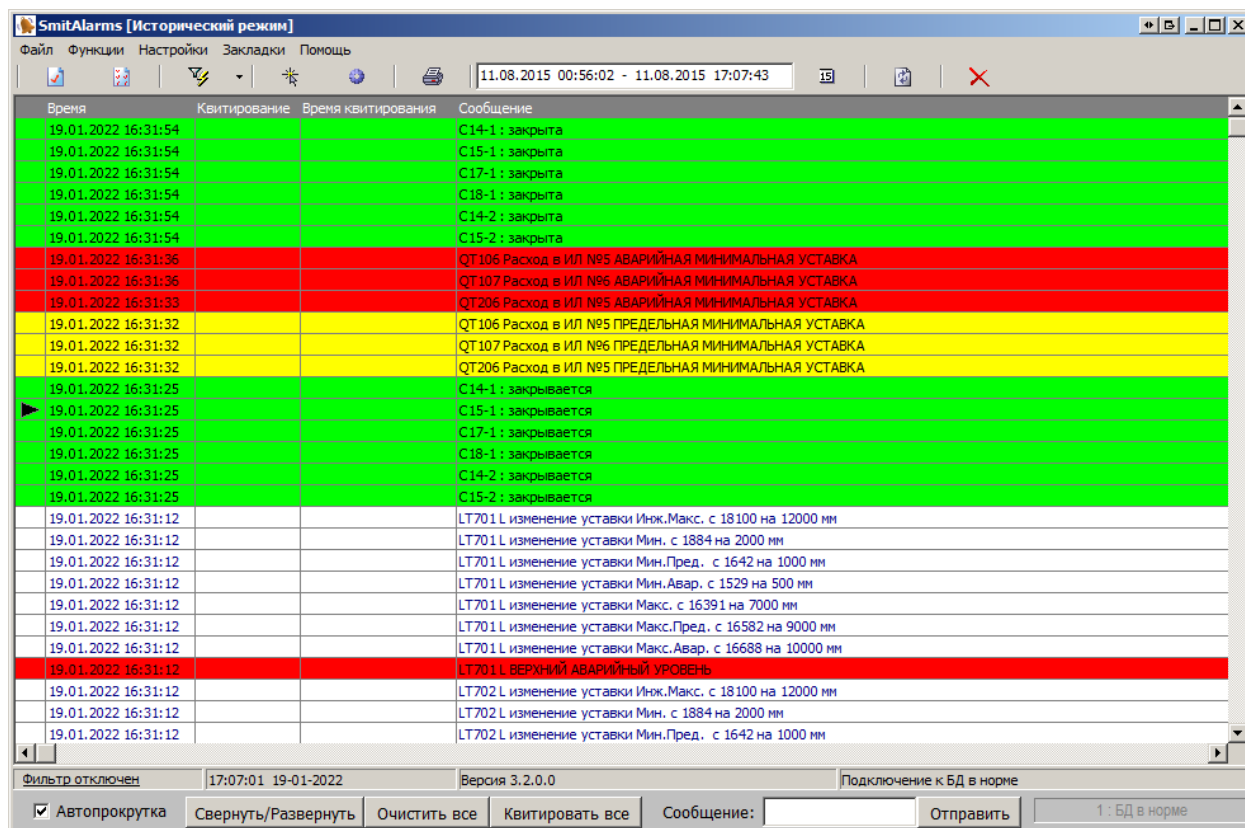 SmitAlarms [Исторический режим]
Файл Функции Настройки Закладки Помощь
11.08.2015 00:56:02 - 11.08.2015 17:07:43 15
Время Квитирование Время квитирования Сообщение
19.01.2022 16:31:54 С14-1 : закрыта
19.01.2022 16:31:54 С15-1 : закрыта
19.01.2022 16:31:54 С17-1 : закрыта
19.01.2022 16:31:54 С18-1 : закрыта
19.01.2022 16:31:54 С14-2 : закрыта
19.01.2022 16:31:54 С15-2 : закрыта
19.01.2022 16:31:36 QT106 Расход в ИЛ №5 АВАРИЙНАЯ МИНИМАЛЬНАЯ УСТАВКА
19.01.2022 16:31:36 QT107 Расход в ИЛ №6 АВАРИЙНАЯ МИНИМАЛЬНАЯ УСТАВКА
19.01.2022 16:31:33 QT206 Расход в ИЛ №5 АВАРИЙНАЯ МИНИМАЛЬНАЯ УСТАВКА
19.01.2022 16:31:32 QT106 Расход в ИЛ №5 ПРЕДЕЛЬНАЯ МИНИМАЛЬНАЯ УСТАВКА
19.01.2022 16:31:32 QT107 Расход в ИЛ №6 ПРЕДЕЛЬНАЯ МИНИМАЛЬНАЯ УСТАВКА
19.01.2022 16:31:32 QT206 Расход в ИЛ №5 ПРЕДЕЛЬНАЯ МИНИМАЛЬНАЯ УСТАВКА
19.01.2022 16:31:25 С14-1 : закрывается
19.01.2022 16:31:25 С15-1 : закрывается
19.01.2022 16:31:25 С17-1 : закрывается
19.01.2022 16:31:25 С18-1 : закрывается
19.01.2022 16:31:25 С14-2 : закрывается
19.01.2022 16:31:25 С15-2 : закрывается
19.01.2022 16:31:12 LT701 L изменение уставки Инж.Макс. с 18100 на 12000 мм
19.01.2022 16:31:12 LT701 L изменение уставки Мин. с 1884 на 2000 мм
19.01.2022 16:31:12 LT701 L изменение уставки Мин.Пред. с 1642 на 1000 мм
19.01.2022 16:31:12 LT701 L изменение уставки Мин.Авар. с 1529 на 500 мм
19.01.2022 16:31:12 LT701 L изменение уставки Макс. с 16391 на 7000 мм
19.01.2022 16:31:12 LT701 L изменение уставки Макс.Пред. с 16582 на 9000 мм
19.01.2022 16:31:12 LT701 L изменение уставки Макс.Авар. с 16688 на 10000 мм
19.01.2022 16:31:12 LT701 L ВЕРХНИЙ АВАРИЙНЫЙ УРОВЕНЬ
19.01.2022 16:31:12 LT702 L изменение уставки Инж.Макс. с 18100 на 12000 мм
19.01.2022 16:31:12 LT702 L изменение уставки Мин. с 1884 на 2000 мм
19.01.2022 16:31:12 LT702 L изменение уставки Мин.Пред. с 1642 на 1000 мм
Фильтр отключен 17:07:01 19-01-2022 Версия 3.2.0.0 Подключение к БД в норме
Автопрокрутка Свернуть/Развернуть Очистить все Квитировать все Сообщение: Отправить 1 : БД в норме